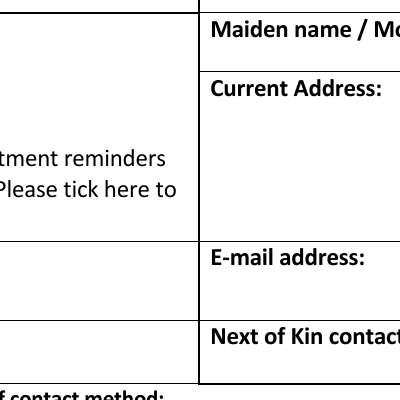 Maiden name / Mo
Current Address:
tment reminders
Please tick here to
E-mail address:
Next of Kin contact
f contact method: